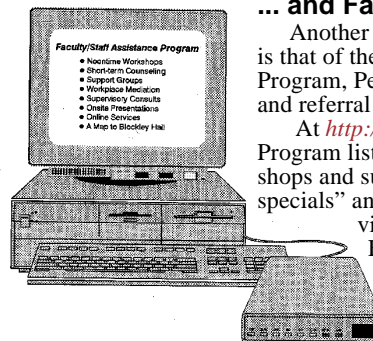 ... and Fa
Another
is that of the
Program, Pe
and referral
At http:/
Program list
shops and su
specials” an
vi
Faculty/Staff Assistance Program
● Noontime Workshops
● Short-term Counseling
● Support Groups
● Workplace Mediation
● Supervisory Consults
● Onsite Presentations
● Online Services
● A Map to Blockley Hall